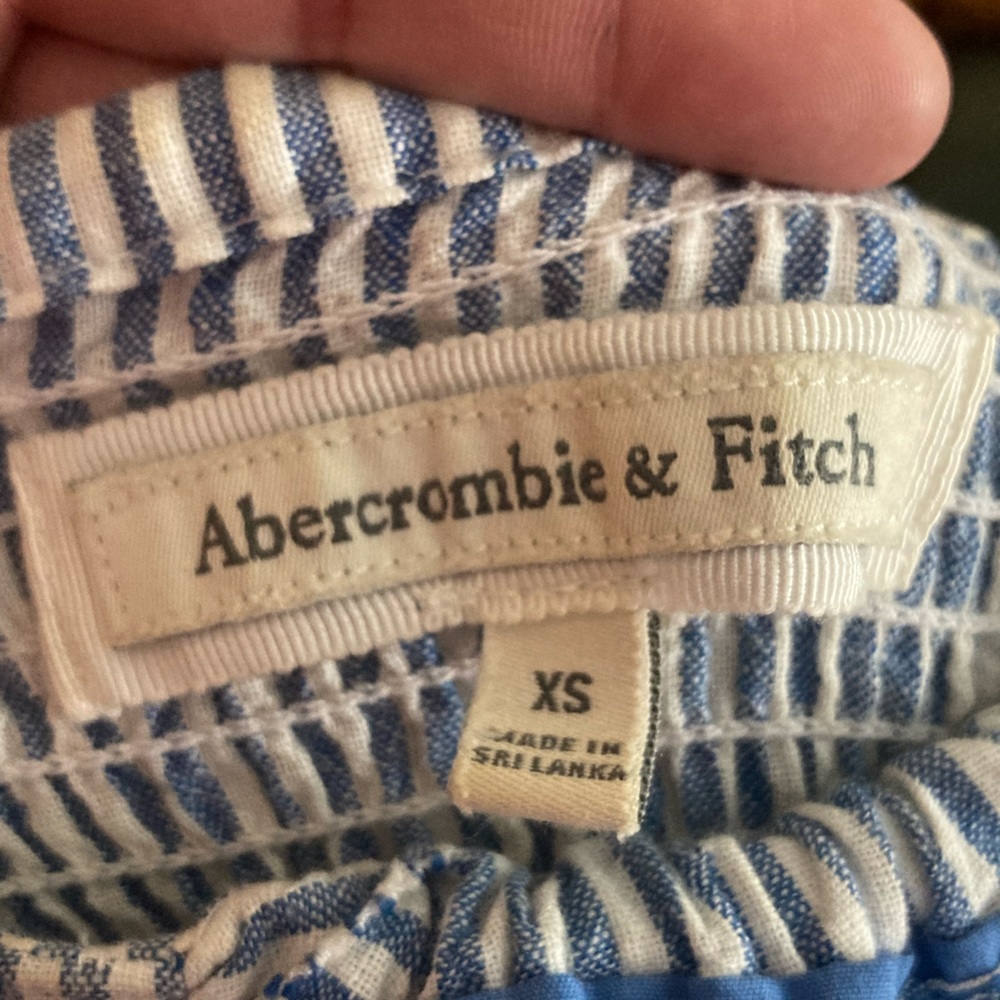 Abercrombie & Fitch
XS
MADE IN
SRI LANKA